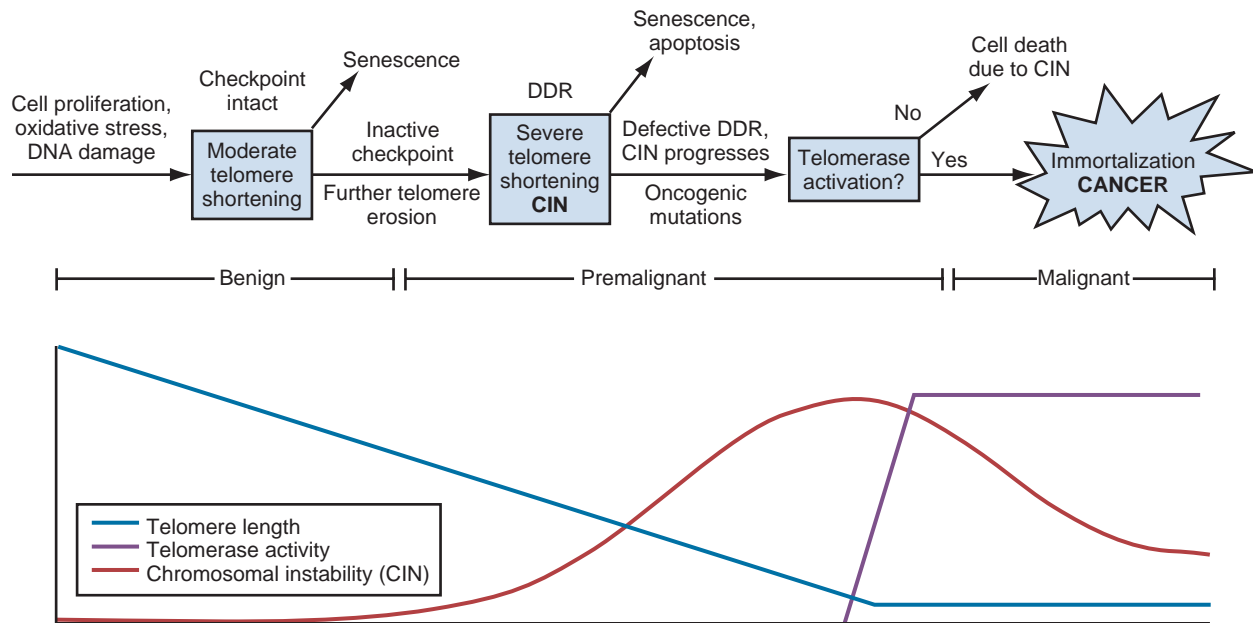 Cell proliferation,
oxidative stress,
DNA damage
Checkpoint
intact
Senescence
Moderate
telomere
shortening
Inactive
checkpoint
Further telomere
erosion
DDR
Senescence,
apoptosis
Severe
telomere
shortening
CIN
Defective DDR,
CIN progresses
Oncogenic
mutations
Telomerase
activation?
No
Cell death
due to CIN
Yes
Immortalization
CANCER
Benign
Premalignant
Malignant
Telomere length
Telomerase activity
Chromosomal instability (CIN)